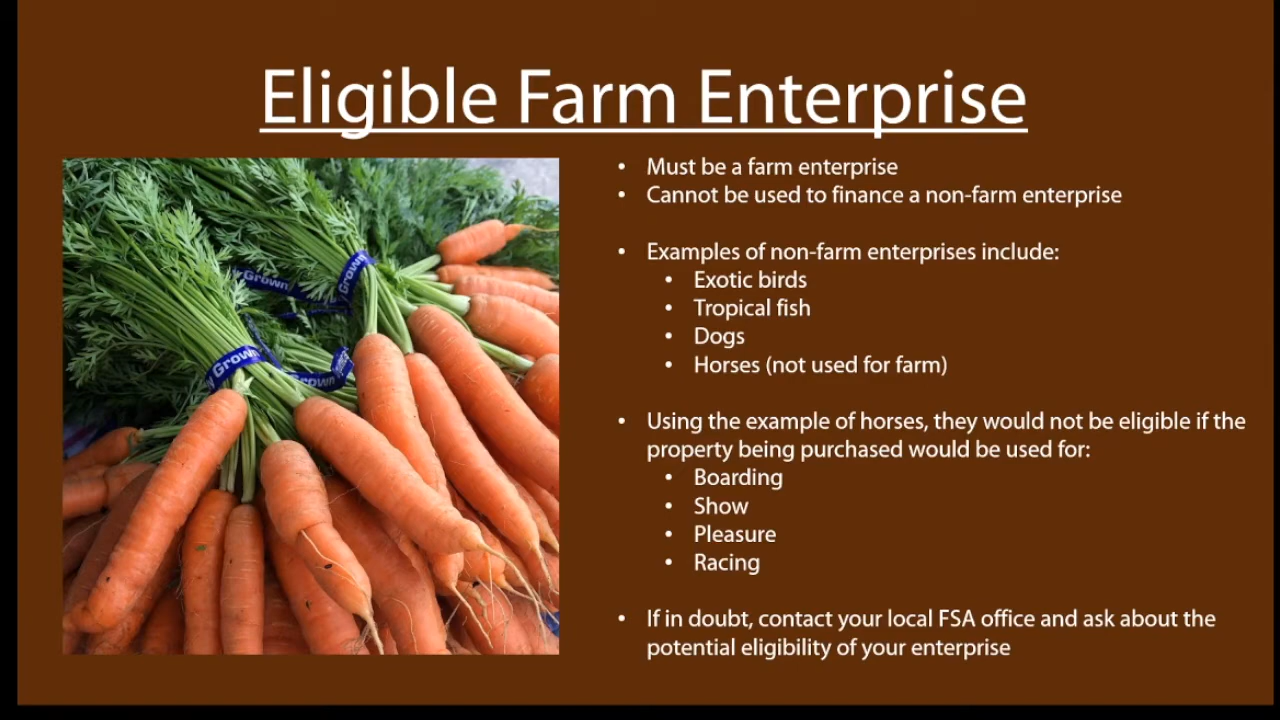 Eligible Farm Enterprise
• Must be a farm enterprise
• Cannot be used to finance a non-farm enterprise
• Examples of non-farm enterprises include:
• Exotic birds
• Tropical fish
• Dogs
• Horses (not used for farm)
• Using the example of horses, they would not be eligible if the
property being purchased would be used for:
• Boarding
• Show
• Pleasure
• Racing
• If in doubt, contact your local FSA office and ask about the
potential eligibility of your enterprise
Grown
Grown
Grown